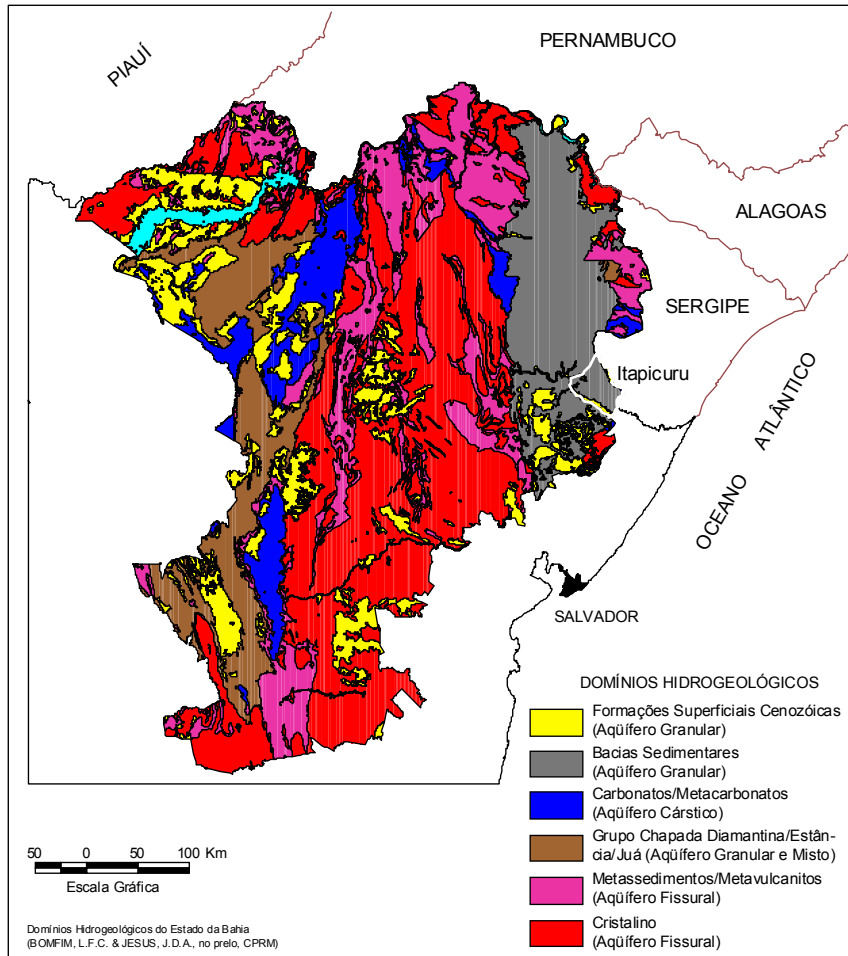 PIAUÍ
PERNAMBUCO
ALAGOAS
SERGIPE
Itapicuru
OCEANO ATLÂNTICO
SALVADOR
DOMÍNIOS HIDROGEOLÓGICOS
Formações Superficiais Cenozóicas
(Aqüífero Granular)
Bacias Sedimentares
(Aqüífero Granular)
Carbonatos/Metacarbonatos
(Aqüífero Cárstico)
Grupo Chapada Diamantina/Estân-
cia/Juá (Aqüífero Granular e Misto)
Metassedimentos/Metavulcanitos
(Aqüífero Fissural)
Cristalino
(Aqüífero Fissural)
50 0 50 100 Km
Escala Gráfica
Domínios Hidrogeológicos do Estado da Bahia
(BOMFIM, L.F.C. & JESUS, J.D.A., no prelo, CPRM)